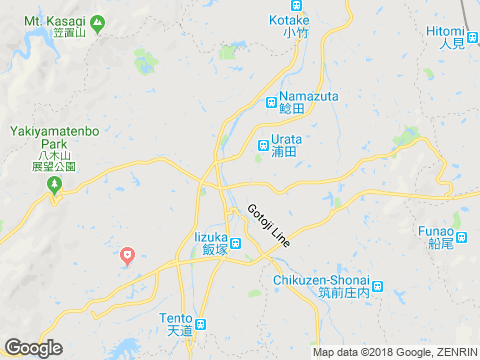 Mt. Kasagi
笠置山
Kotake
小竹
Hitomi
人見
Namazuta
鯰田
Urata
浦田
Yakiyamatenbo
Park
八木山
展望公園
Gotoji Line
Iizuka
飯塚
Funao
船尾
Chikuzen-Shonai
筑前庄内
Tento
天道
Google
Map data ©2018 Google, ZENRIN